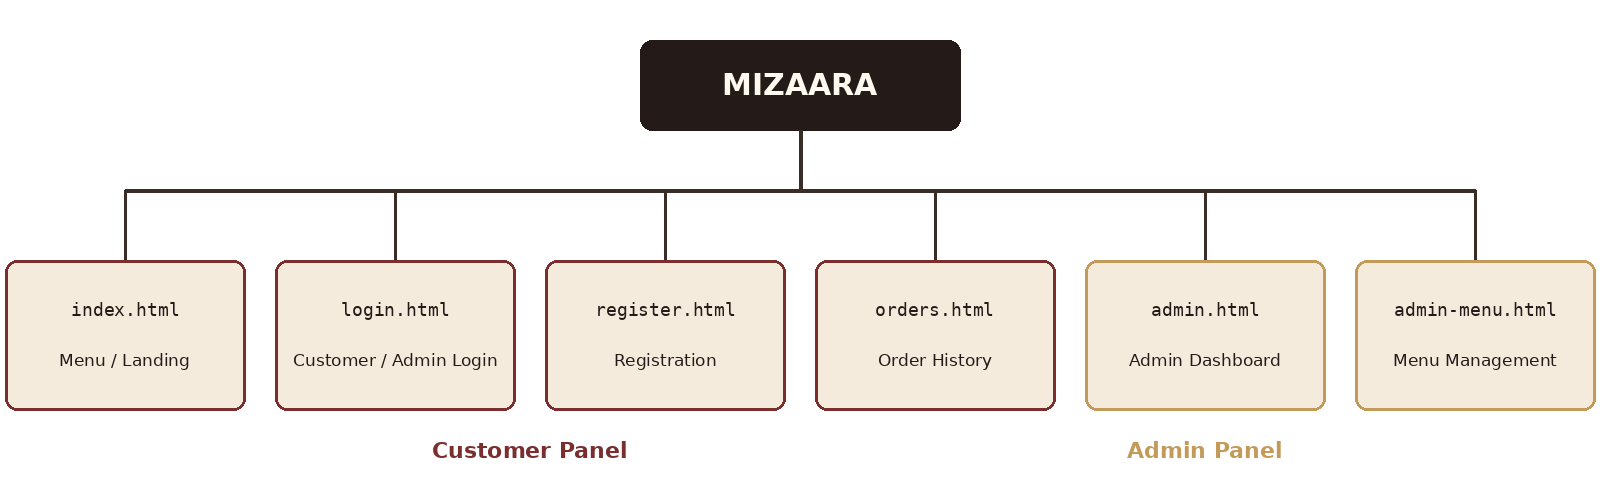 MIZAARA
index.html
Menu / Landing
login.html
Customer / Admin Login
register.html
Registration
orders.html
Order History
admin.html
Admin Dashboard
admin-menu.html
Menu Management
Customer Panel
Admin Panel